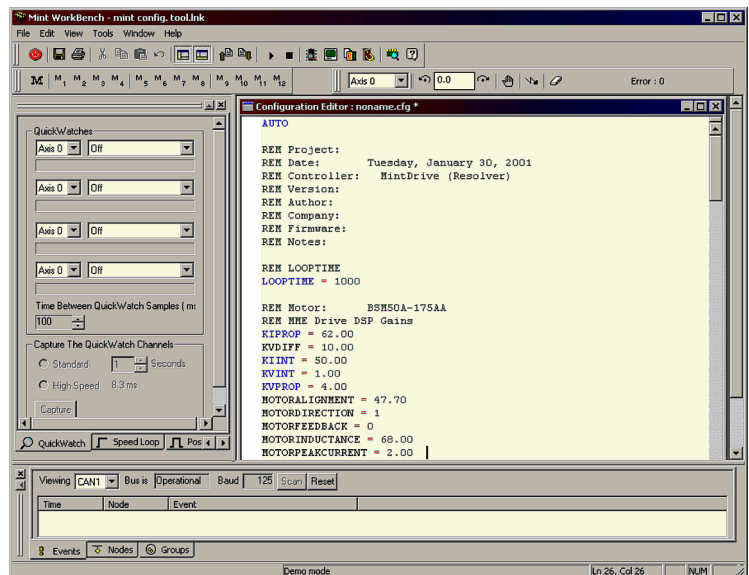 Mint WorkBench - mint config. tool.lnk
File Edit View Tools Window Help
M M1 M2 M3 M4 M5 M6 M7 M8 M9 M10 M11 M12 Axis 0 0.0 Error : 0
QuickWatches
Axis 0 Off
Axis 0 Off
Axis 0 Off
Axis 0 Off
Time Between QuickWatch Samples ( ms
100
Capture The QuickWatch Channels
Standard 1 Seconds
High Speed 8.3 ms
Capture
QuickWatch Speed Loop Pos
Configuration Editor : noname.cfg *
AUTO
REM Project:
REM Date: Tuesday, January 30, 2001
REM Controller: MintDrive (Resolver)
REM Version:
REM Author:
REM Company:
REM Firmware:
REM Notes:
REM LOOPTIME
LOOPTIME = 1000
REM Motor: BSM50A-175AA
REM MME Drive DSP Gains
KIPROP = 62.00
KVDIFF = 10.00
KIINT = 50.00
KVINT = 1.00
KVPROP = 4.00
MOTORALIGNMENT = 47.70
MOTORDIRECTION = 1
MOTORFEEDBACK = 0
MOTORINDUCTANCE = 68.00
MOTORPEAKCURRENT = 2.00
Viewing CAN1 Bus is Operational Baud 125 Scan Reset
Time Node Event
Events Nodes Groups
Demo mode Ln 26, Col 26 NUM